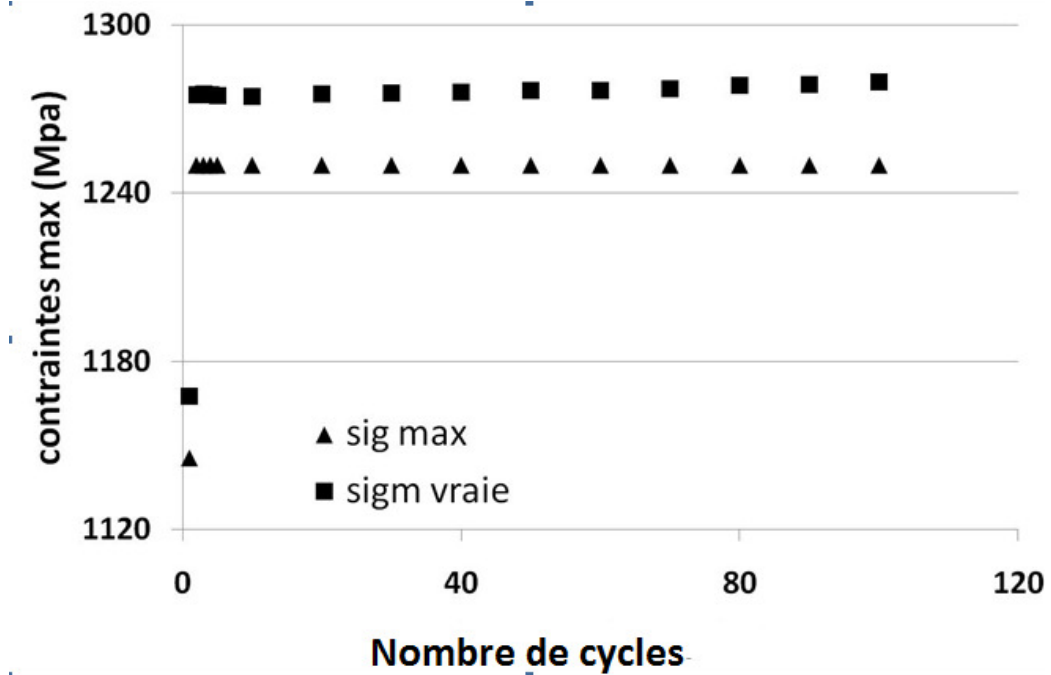 1300
1240
1180
1120
contraintes max (Mpa)
sig max
sigm vraie
0
40
80
120
Nombre de cycles